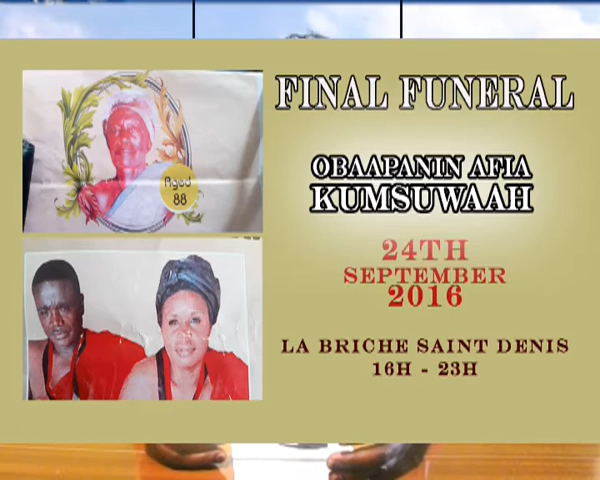 FINAL FUNERAL
OBAAPANIN AFIA
KUMSUWAAH
Aged
88
24TH
SEPTEMBER
2016
LA BRICHE SAINT DENIS
16H - 23H